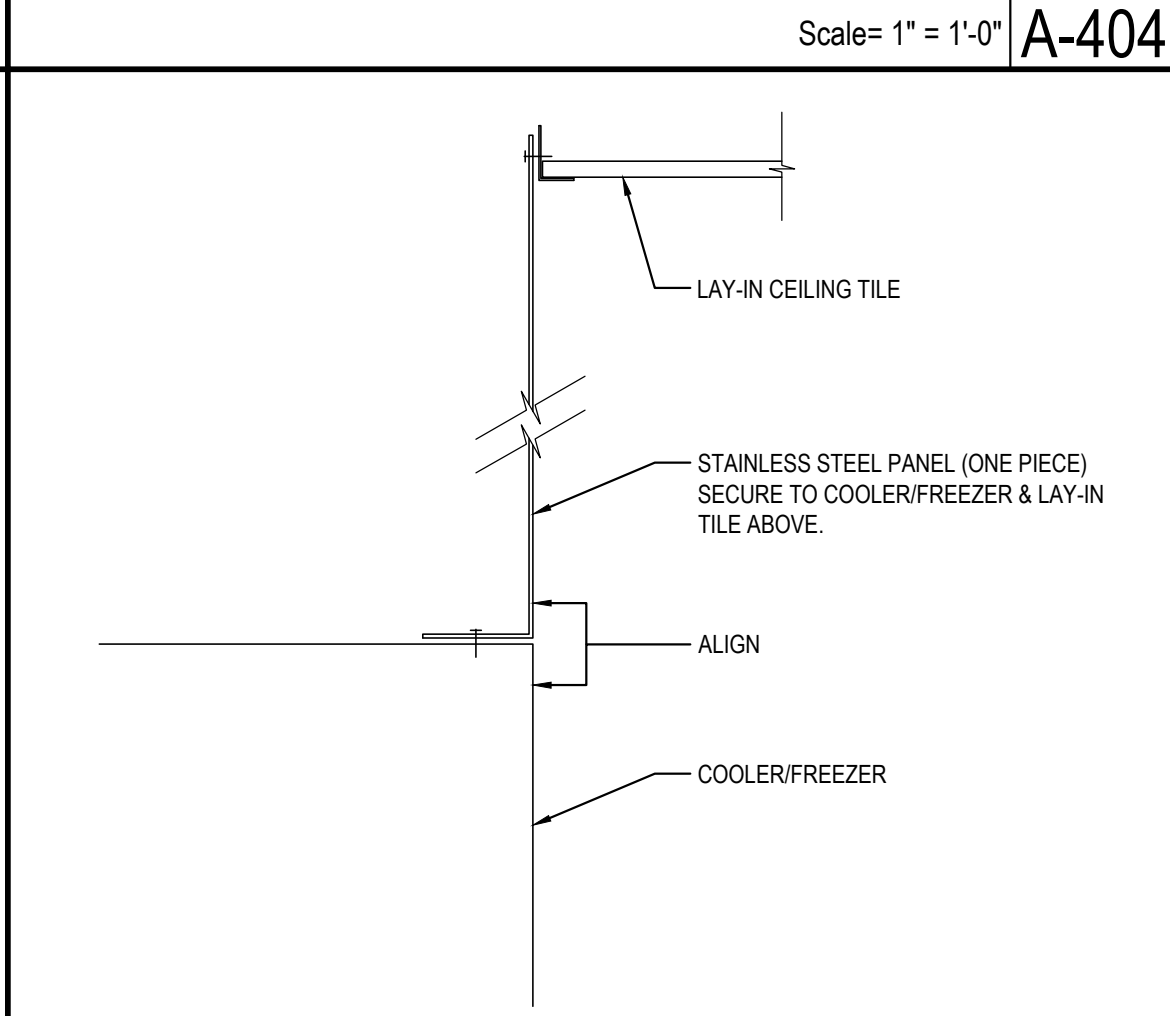 Scale= 1" = 1'-0"
A-404
LAY-IN CEILING TILE
STAINLESS STEEL PANEL (ONE PIECE)
SECURE TO COOLER/FREEZER & LAY-IN
TILE ABOVE.
ALIGN
COOLER/FREEZER